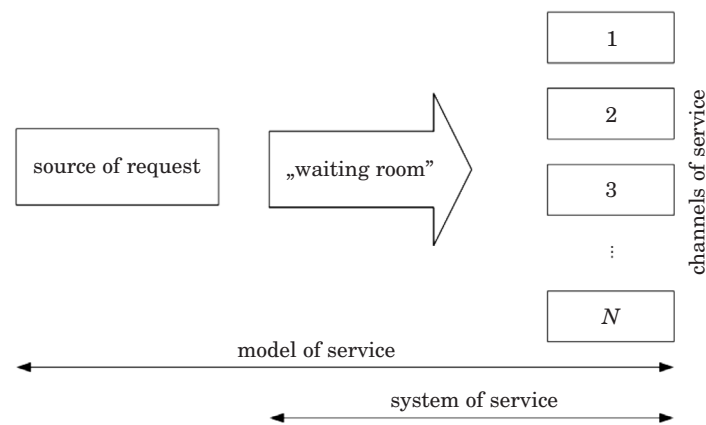 source of request
„waiting room”
1
2
3
⋮
N
channels of service
model of service
system of service